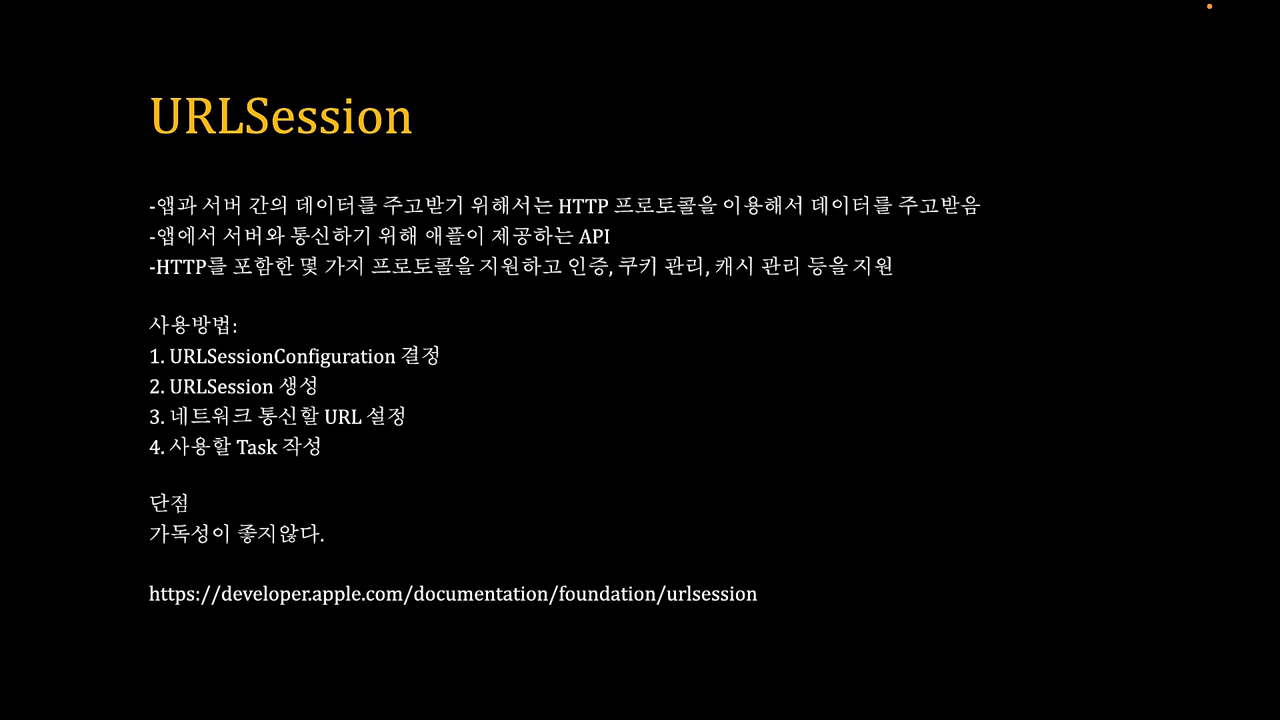 URLSession
-앱과 서버 간의 데이터를 주고받기 위해서는 HTTP 프로토콜을 이용해서 데이터를 주고받음
-앱에서 서버와 통신하기 위해 애플이 제공하는 API
-HTTP를 포함한 몇 가지 프로토콜을 지원하고 인증, 쿠키 관리, 캐시 관리 등을 지원
사용방법:
1. URLSessionConfiguration 결정
2. URLSession 생성
3. 네트워크 통신할 URL 설정
4. 사용할 Task 작성
단점
가독성이 좋지않다.
https://developer.apple.com/documentation/foundation/urlsession